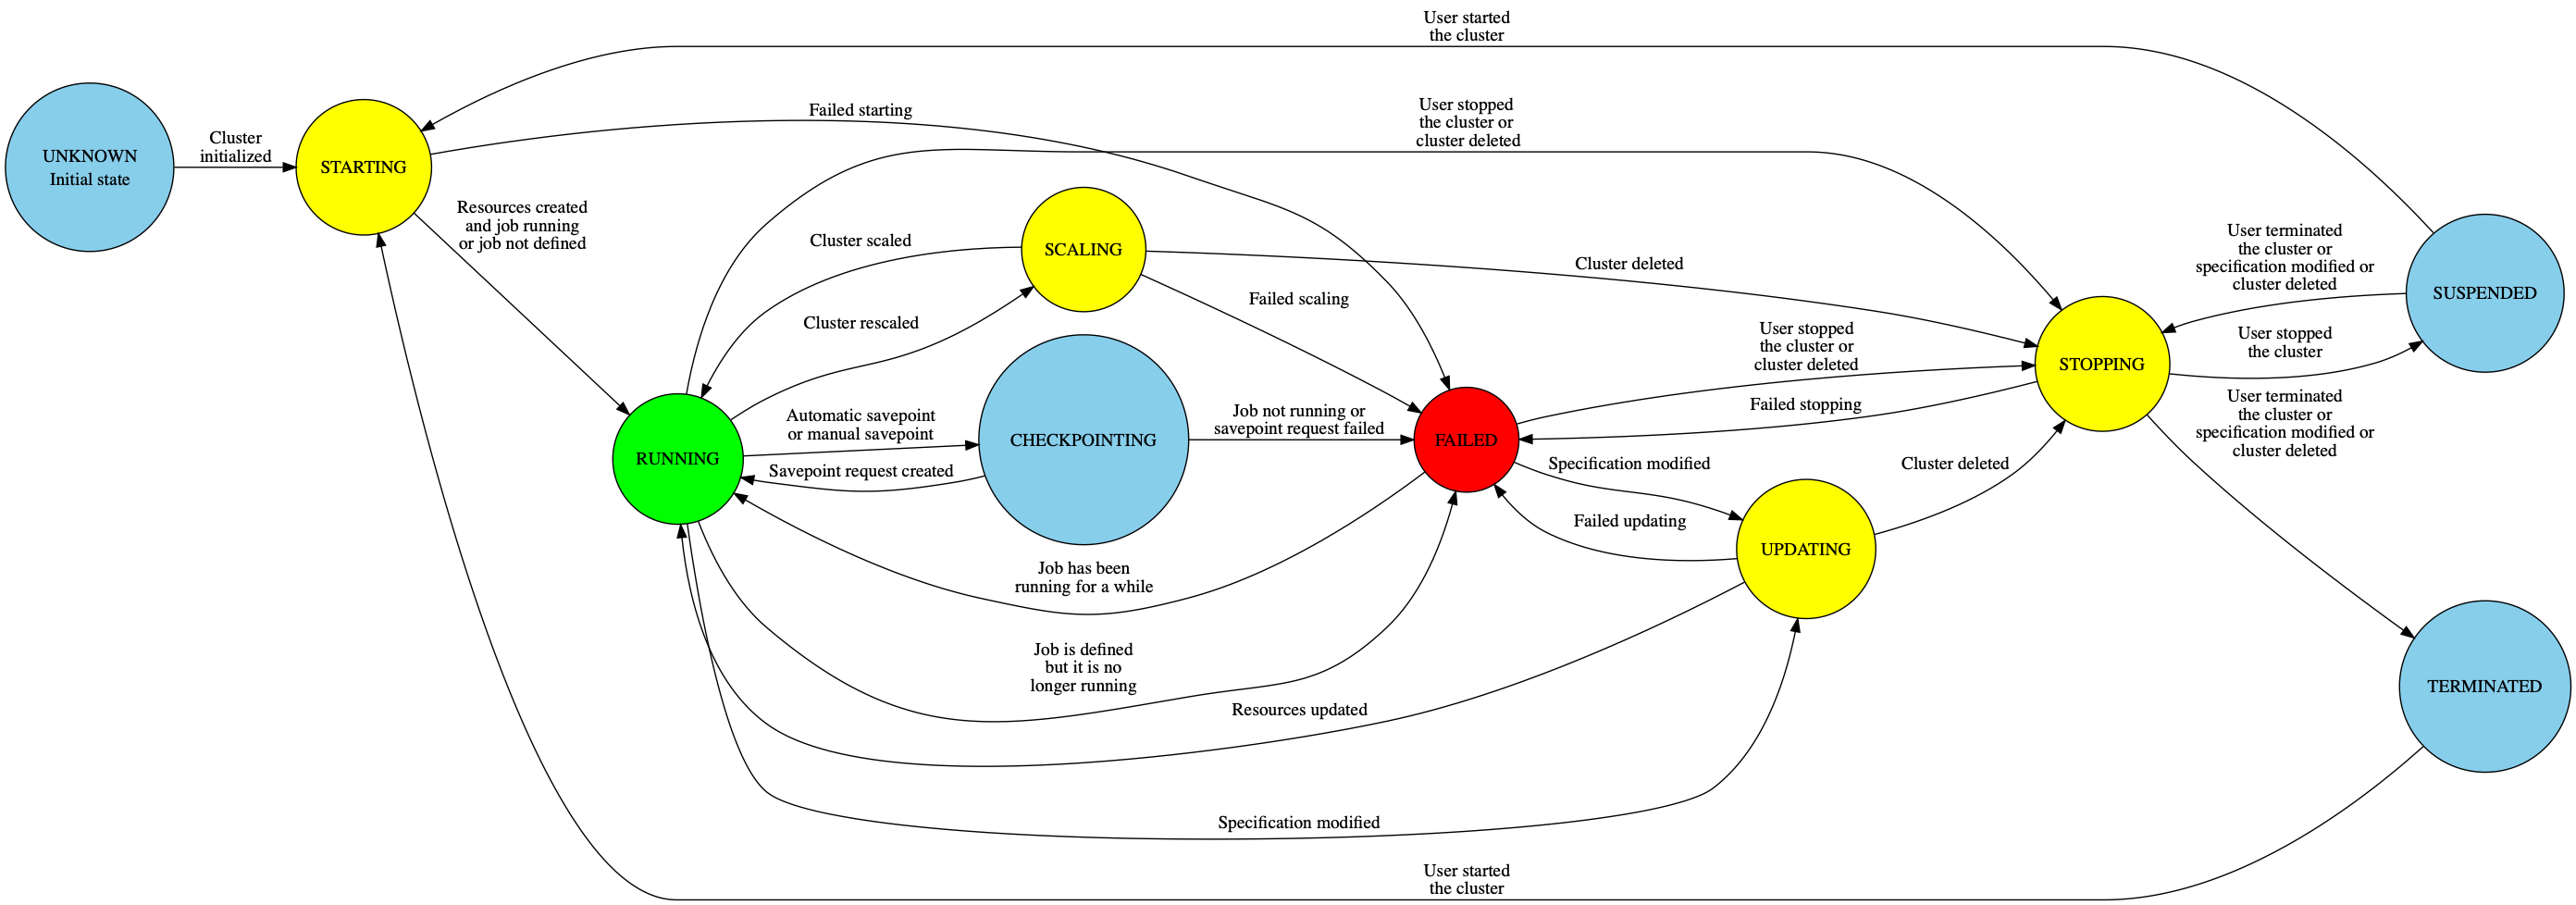 User started
the cluster
UNKNOWN
Initial state
Cluster
initialized
STARTING
Failed starting
User stopped
the cluster or
cluster deleted
Resources created
and job running
or job not defined
Cluster scaled
SCALING
Cluster deleted
Failed scaling
Cluster rescaled
User terminated
the cluster or
specification modified or
cluster deleted
SUSPENDED
User stopped
the cluster or
cluster deleted
STOPPING
User stopped
the cluster
Automatic savepoint
or manual savepoint
CHECKPOINTING
Job not running or
savepoint request failed
FAILED
Failed stopping
User terminated
the cluster or
specification modified or
cluster deleted
RUNNING
Savepoint request created
Specification modified
Cluster deleted
Failed updating
UPDATING
Job has been
running for a while
Job is defined
but it is no
longer running
Resources updated
TERMINATED
Specification modified
User started
the cluster